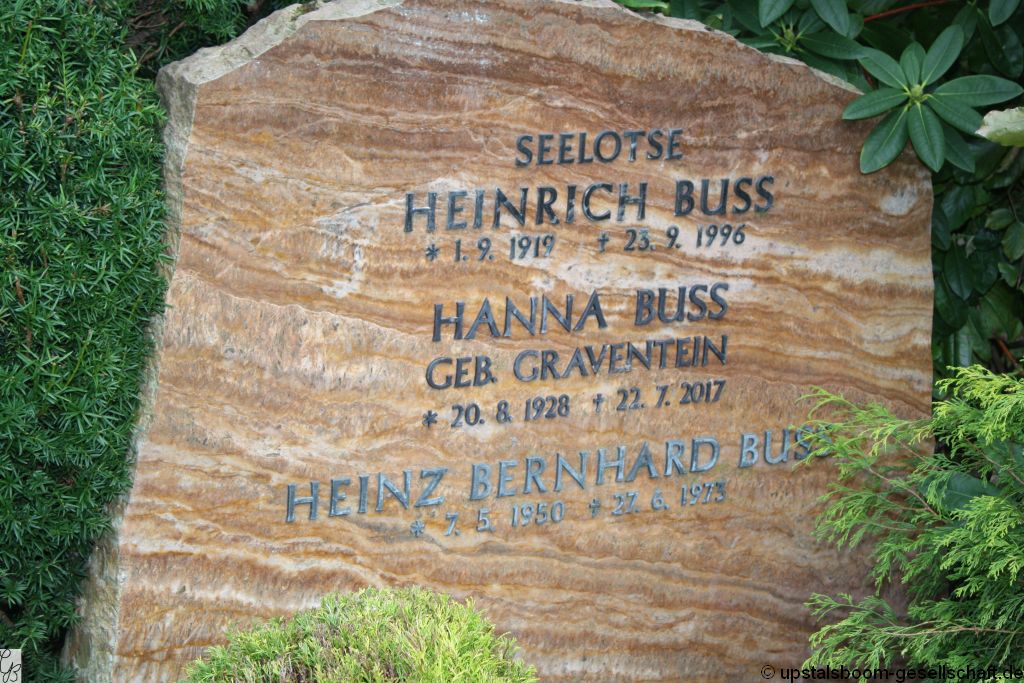 SEELOTSE
HEINRICH BUSS
* 1. 9. 1919 † 23. 9. 1996
HANNA BUSS
GEB. GRAVENTEIN
* 20. 8. 1928 † 22. 7. 2017
HEINZ BERNHARD BUSS
* 7. 5. 1950 † 27. 6. 1973
© upstalsboom-gesellschaft.de